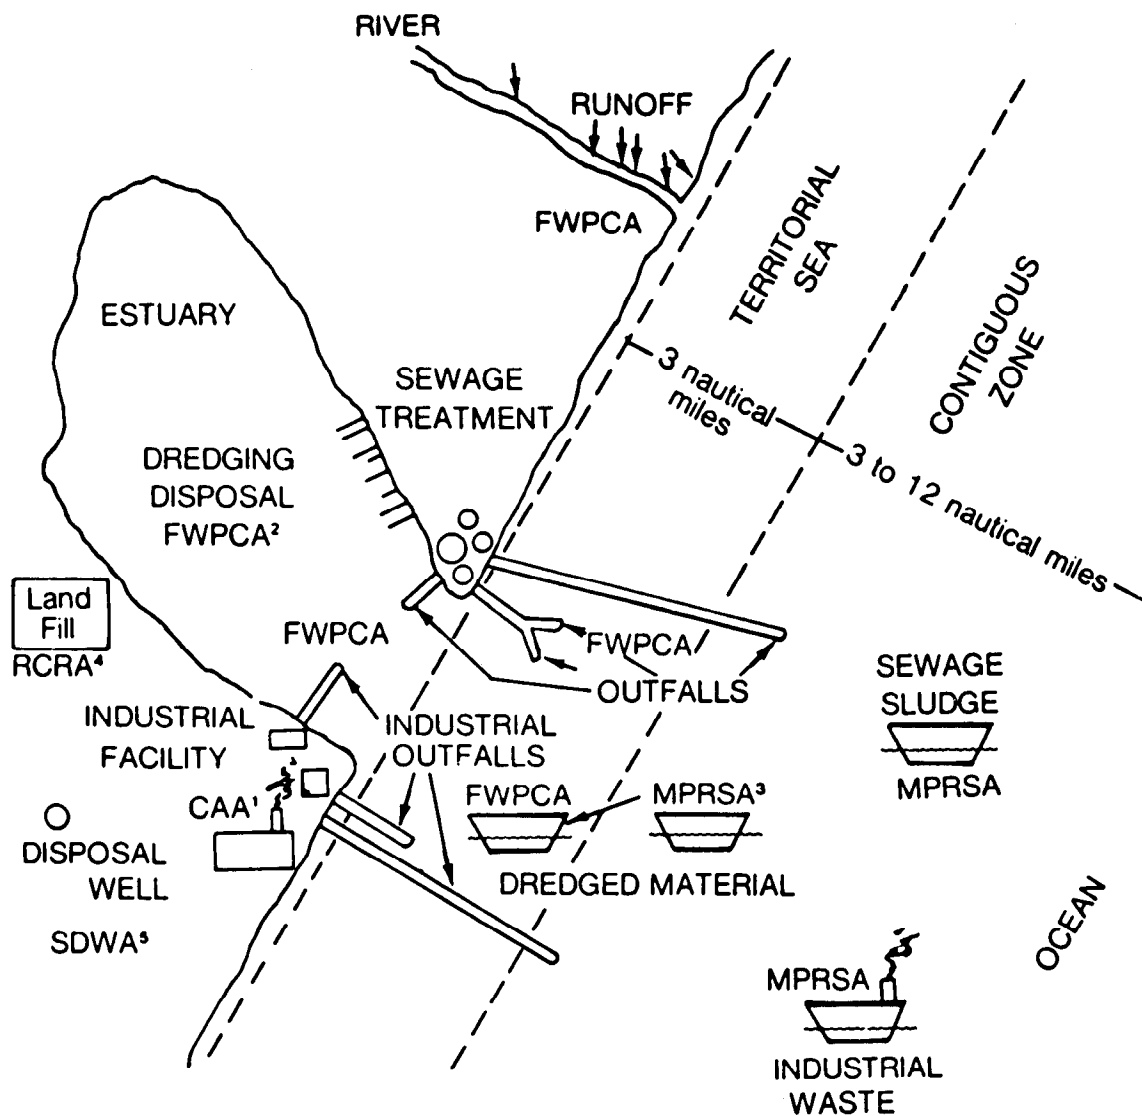 RIVER
RUNOFF
FWPCA
TERRITORIAL
SEA
CONTIGUOUS
ZONE
ESTUARY
SEWAGE
TREATMENT
3 nautical
miles
3 to 12 nautical miles
DREDGING
DISPOSAL
FWPCA²
Land
Fill
RCRA⁴
FWPCA
FWPCA
OUTFALLS
SEWAGE
SLUDGE
MPRSA
INDUSTRIAL
FACILITY
INDUSTRIAL
OUTFALLS
CAA¹
FWPCA
MPRSA³
DREDGED MATERIAL
DISPOSAL
WELL
SDWA⁵
OCEAN
MPRSA
INDUSTRIAL
WASTE